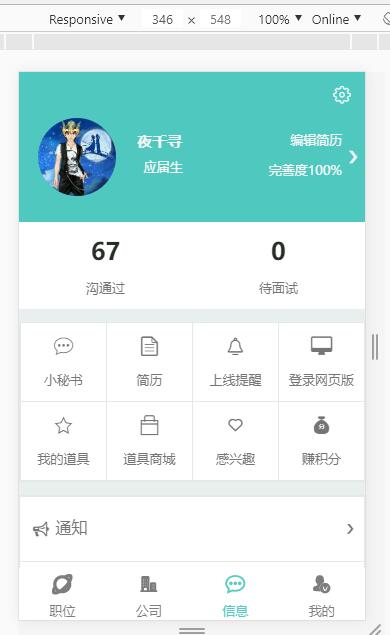 Responsive 346 × 548 100% Online
夜千寻
编辑简历
应届生
完善度100%
67 0
沟通过 待面试
小秘书 简历 上线提醒 登录网页版
我的道具 道具商城 感兴趣 赚积分
通知
职位 公司 信息 我的